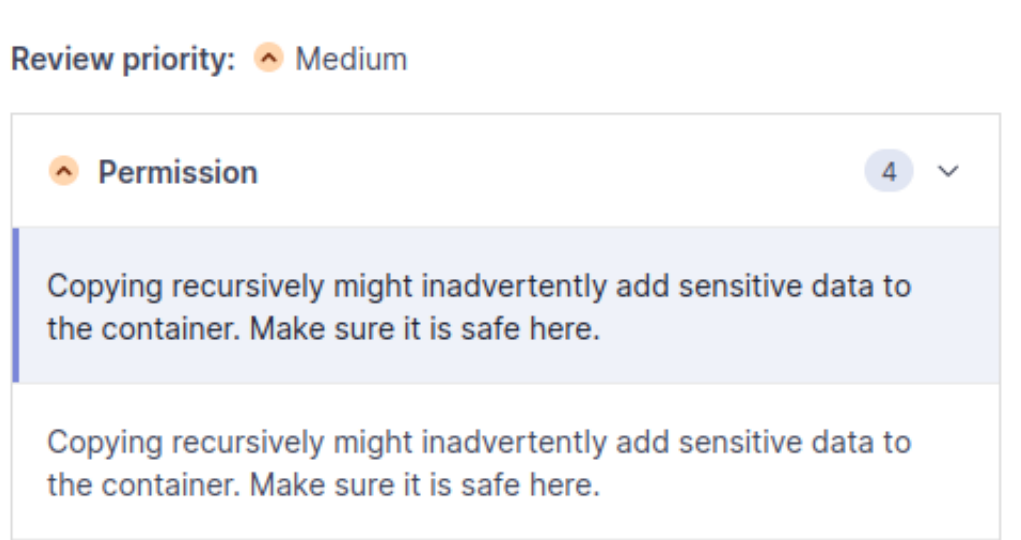 Review priority: Medium
Permission 4
Copying recursively might inadvertently add sensitive data to
the container. Make sure it is safe here.
Copying recursively might inadvertently add sensitive data to
the container. Make sure it is safe here.